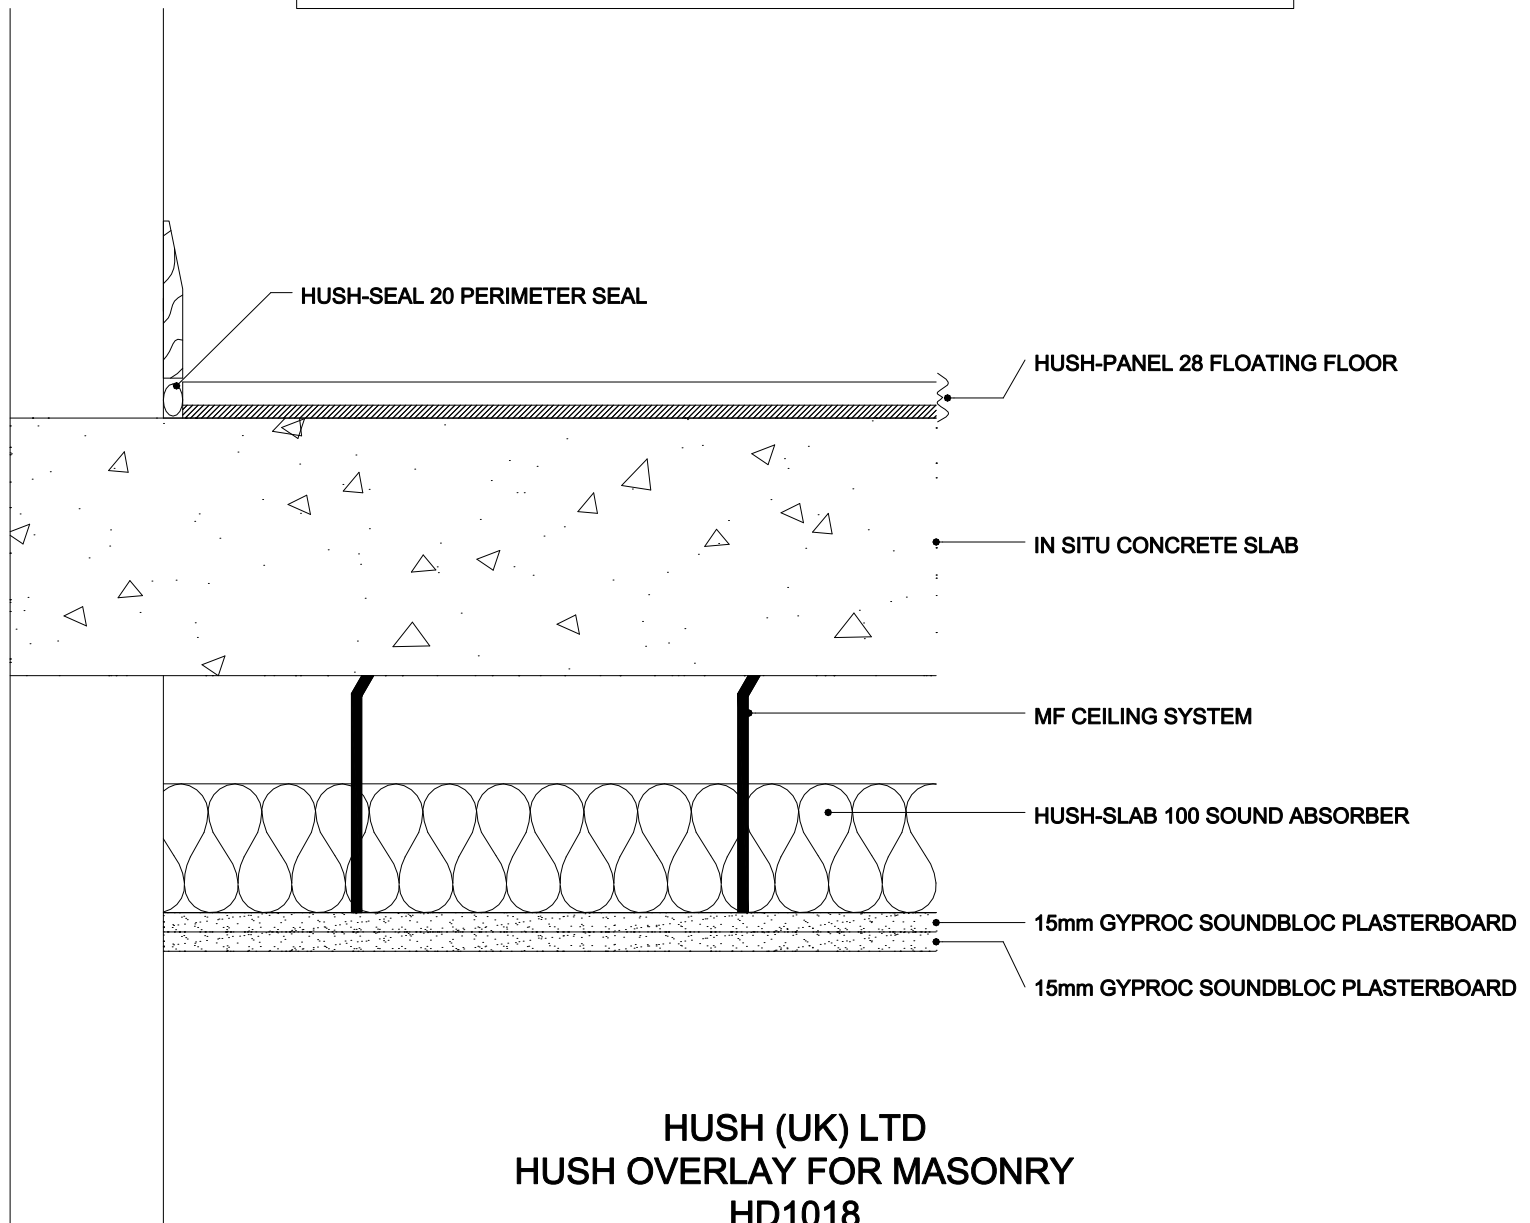 HUSH-SEAL 20 PERIMETER SEAL
HUSH-PANEL 28 FLOATING FLOOR
IN SITU CONCRETE SLAB
MF CEILING SYSTEM
HUSH-SLAB 100 SOUND ABSORBER
15mm GYPROC SOUNDBLOC PLASTERBOARD
15mm GYPROC SOUNDBLOC PLASTERBOARD
HUSH (UK) LTD
HUSH OVERLAY FOR MASONRY
HD1018